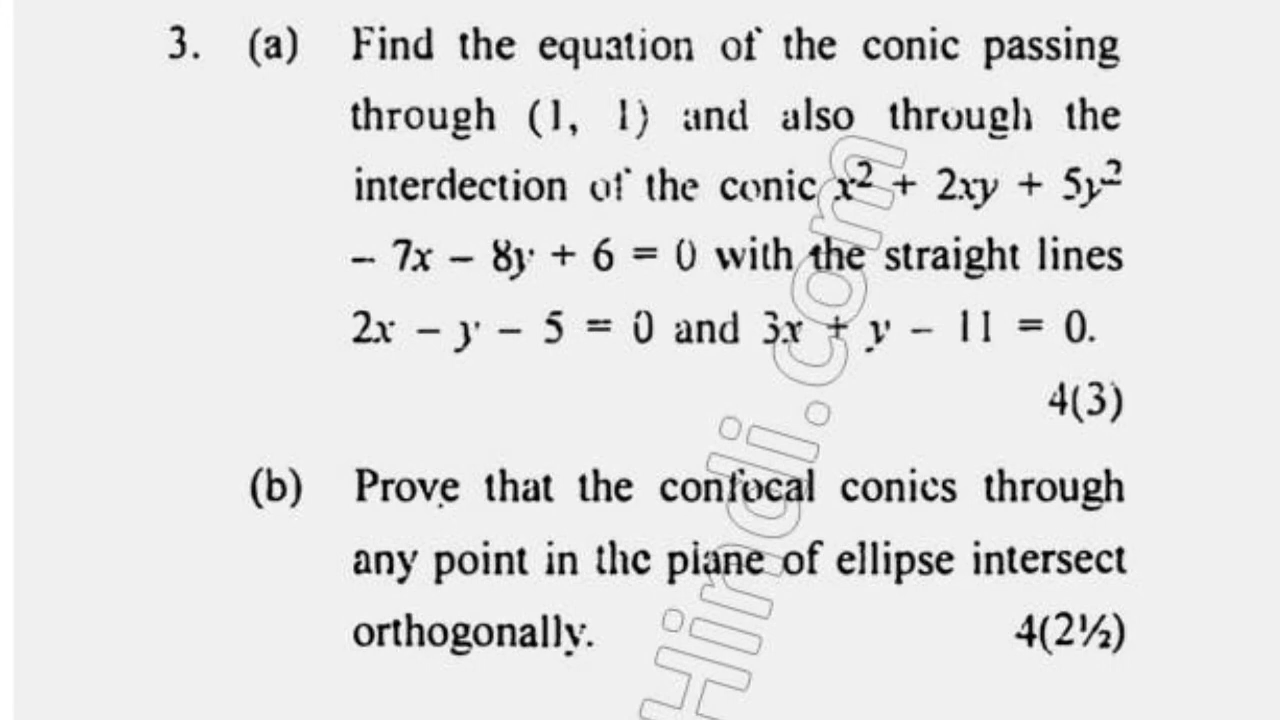 3. (a) Find the equation of the conic passing
through (1, 1) and also through the
interdection of the conic x² + 2xy + 5y²
– 7x – 8y + 6 = 0 with the straight lines
2x – y – 5 = 0 and 3x + y – 11 = 0.
4(3)
(b) Prove that the confocal conics through
any point in the plane of ellipse intersect
orthogonally. 4(2½)
Hindi.com